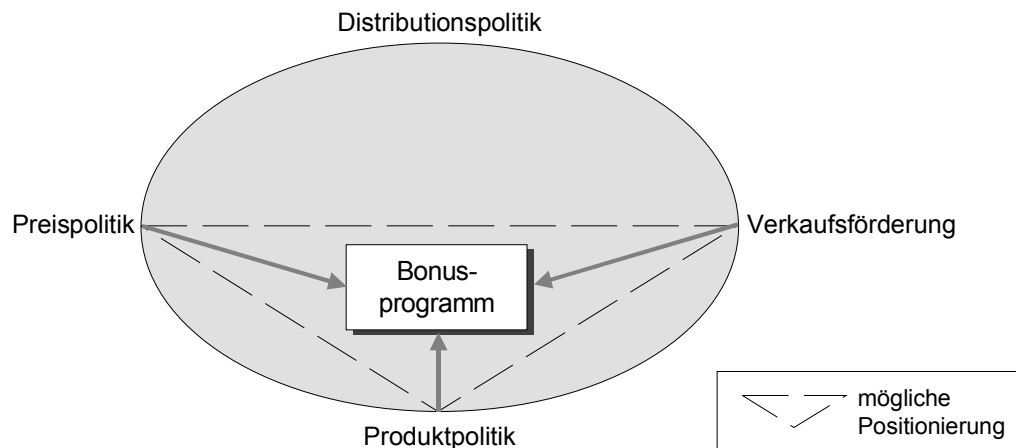 Distributionspolitik
Preispolitik
Verkaufsförderung
Bonus-
programm
Produktpolitik
mögliche
Positionierung